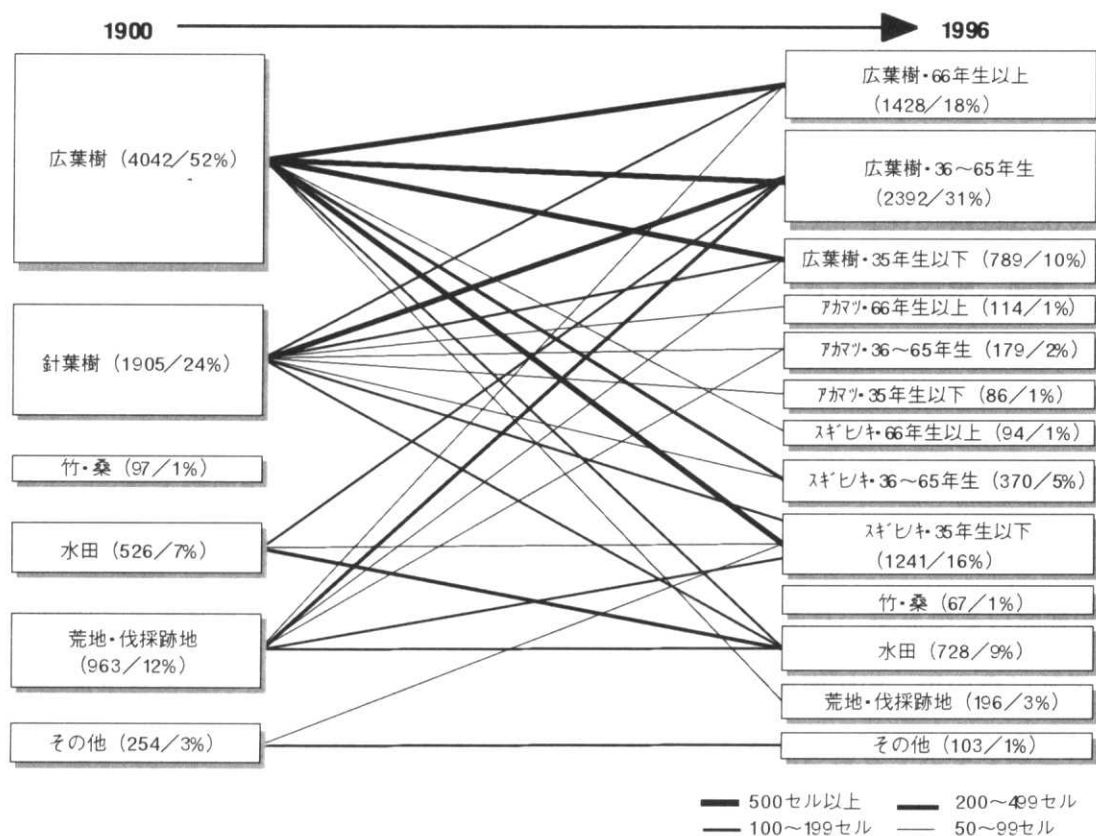 1900
1996
広葉樹（4042／52%）
針葉樹（1905／24%）
竹・桑（97／1%）
水田（526／7%）
荒地・伐採跡地
（963／12%）
その他（254／3%）
広葉樹・66年生以上
（1428／18%）
広葉樹・36～65年生
（2392／31%）
広葉樹・35年生以下（789／10%）
ｱｶﾏﾂ・66年生以上（114／1%）
ｱｶﾏﾂ・36～65年生（179／2%）
ｱｶﾏﾂ・35年生以下（86／1%）
ｽｷﾞﾋﾉｷ・66年生以上（94／1%）
ｽｷﾞﾋﾉｷ・36～65年生（370／5%）
ｽｷﾞﾋﾉｷ・35年生以下
（1241／16%）
竹・桑（67／1%）
水田（728／9%）
荒地・伐採跡地（196／3%）
その他（103／1%）
500セル以上
200～499セル
100～199セル
50～99セル